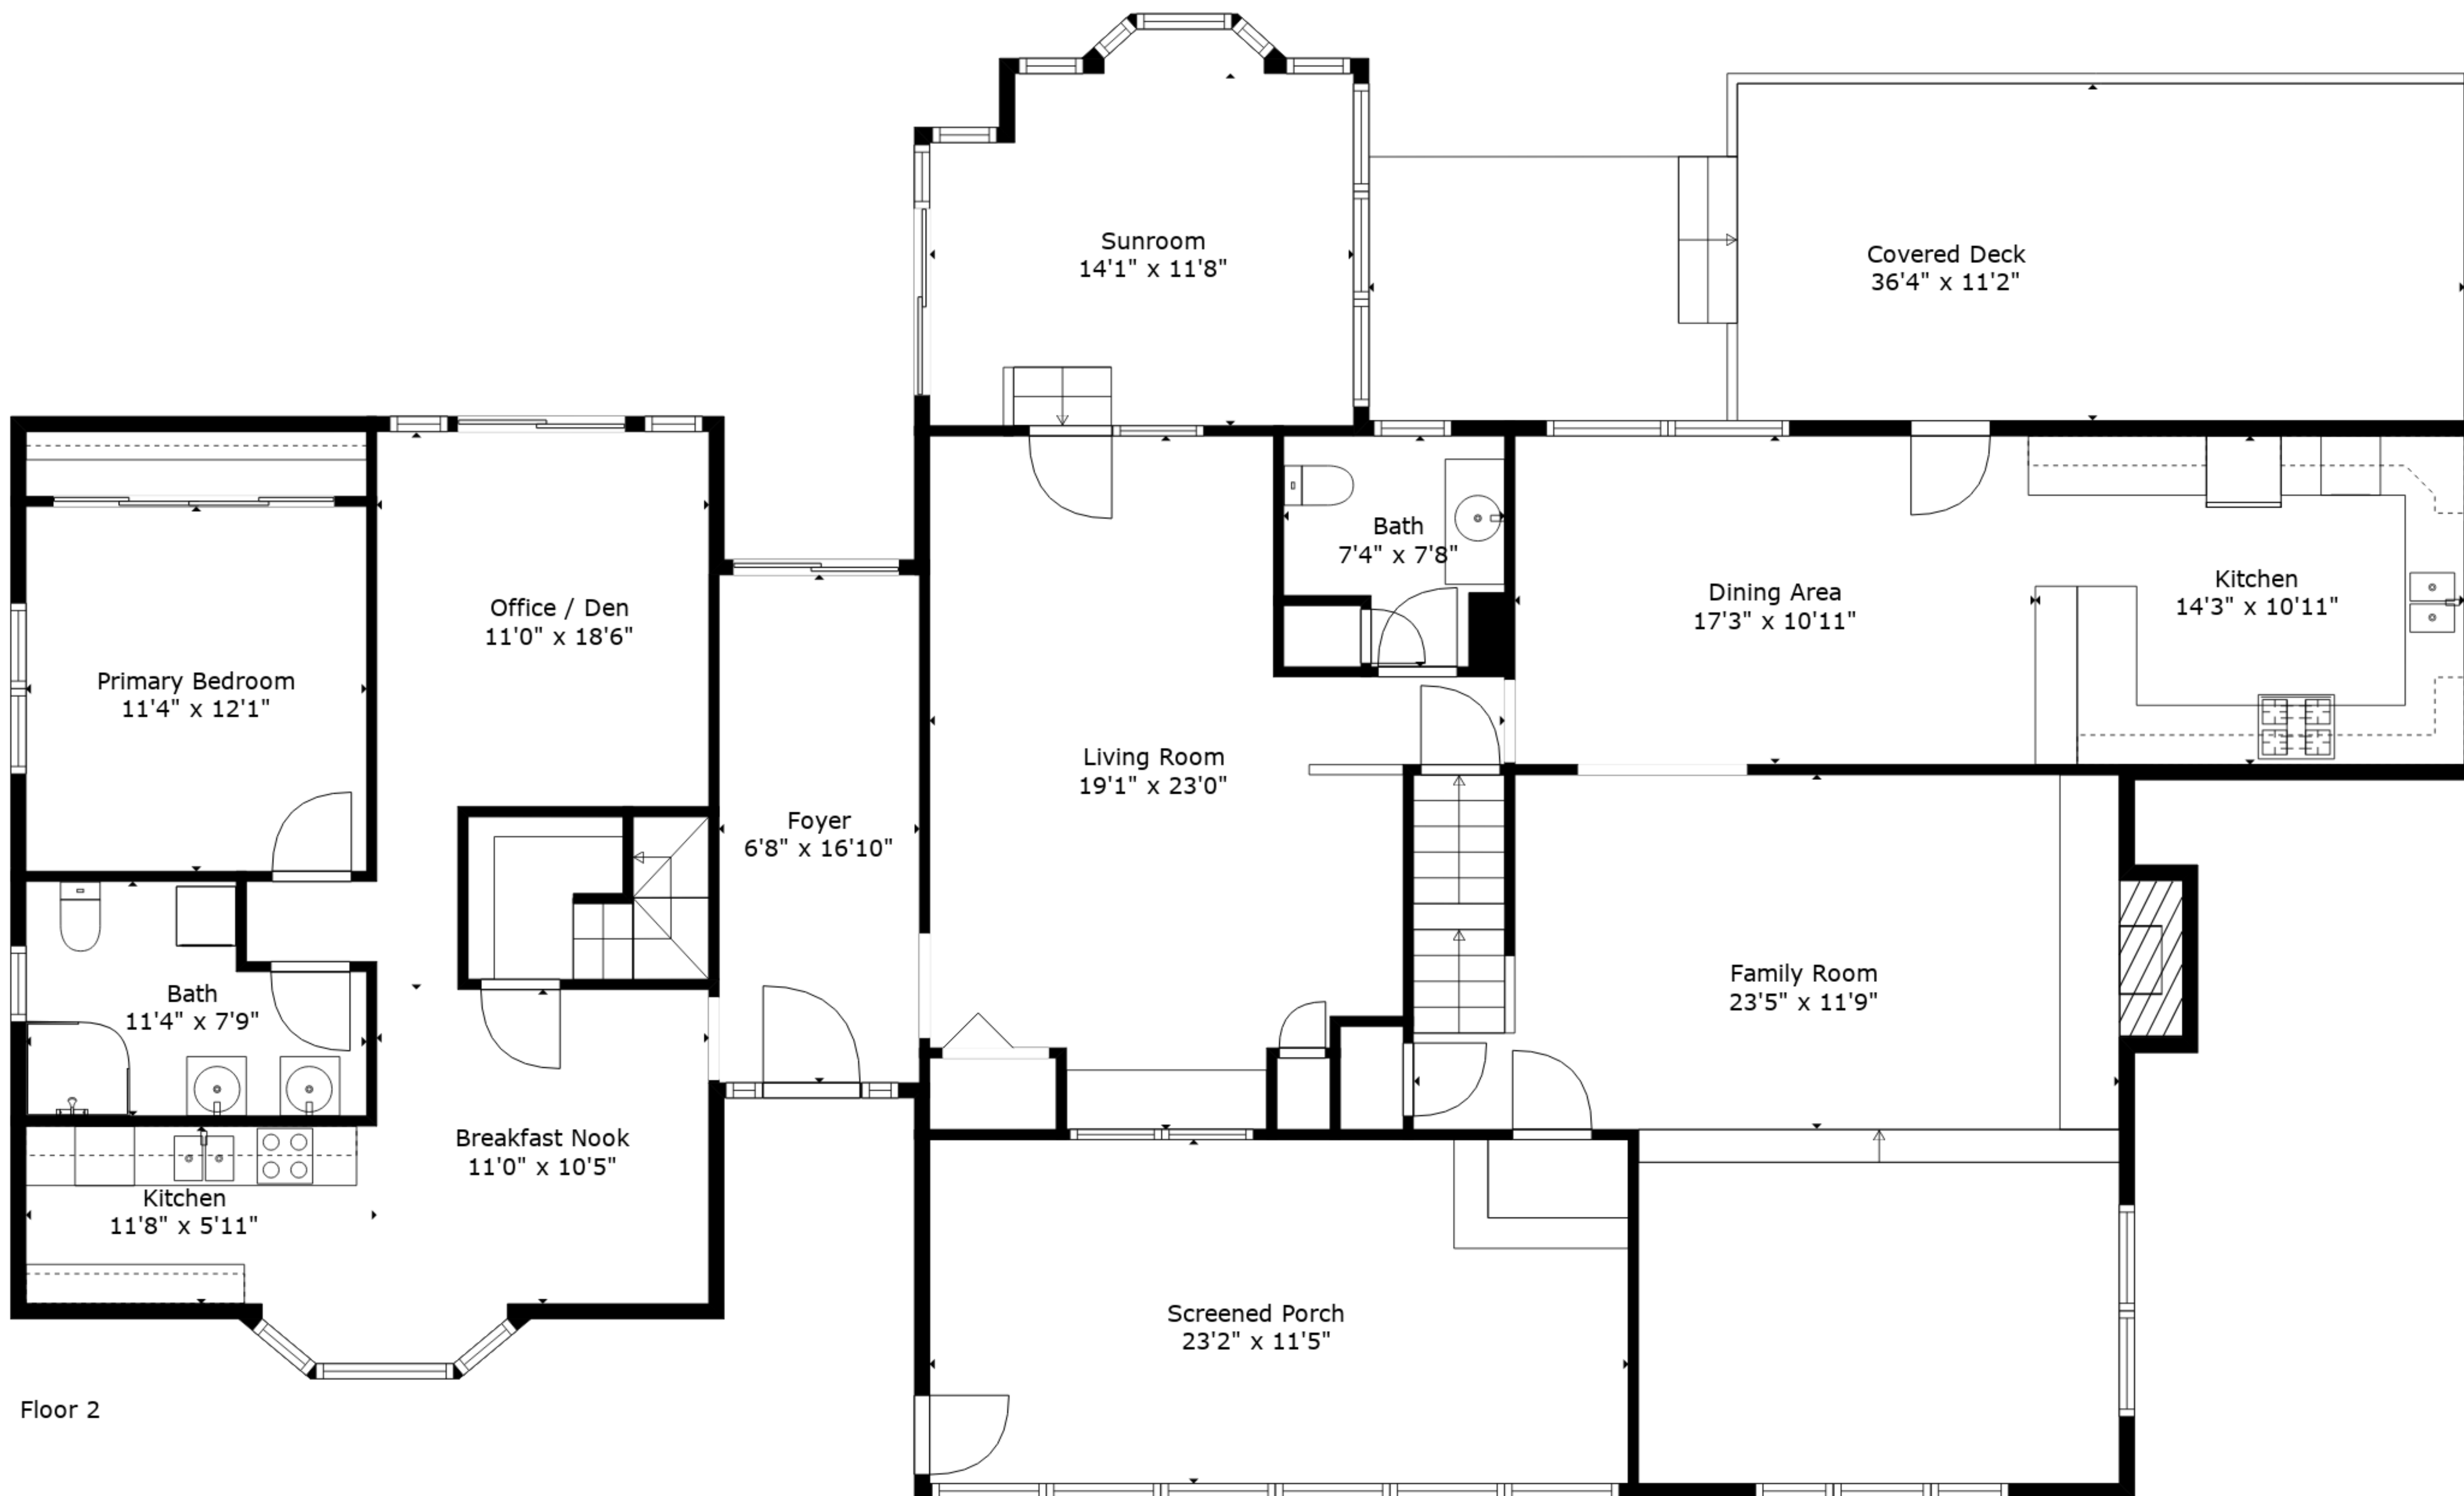 Sunroom
14'1" x 11'8"
Covered Deck
36'4" x 11'2"
Bath
7'4" x 7'8"
Dining Area
17'3" x 10'11"
Kitchen
14'3" x 10'11"
Office / Den
11'0" x 18'6"
Primary Bedroom
11'4" x 12'1"
Living Room
19'1" x 23'0"
Foyer
6'8" x 16'10"
Family Room
23'5" x 11'9"
Bath
11'4" x 7'9"
Breakfast Nook
11'0" x 10'5"
Kitchen
11'8" x 5'11"
Screened Porch
23'2" x 11'5"
Floor 2